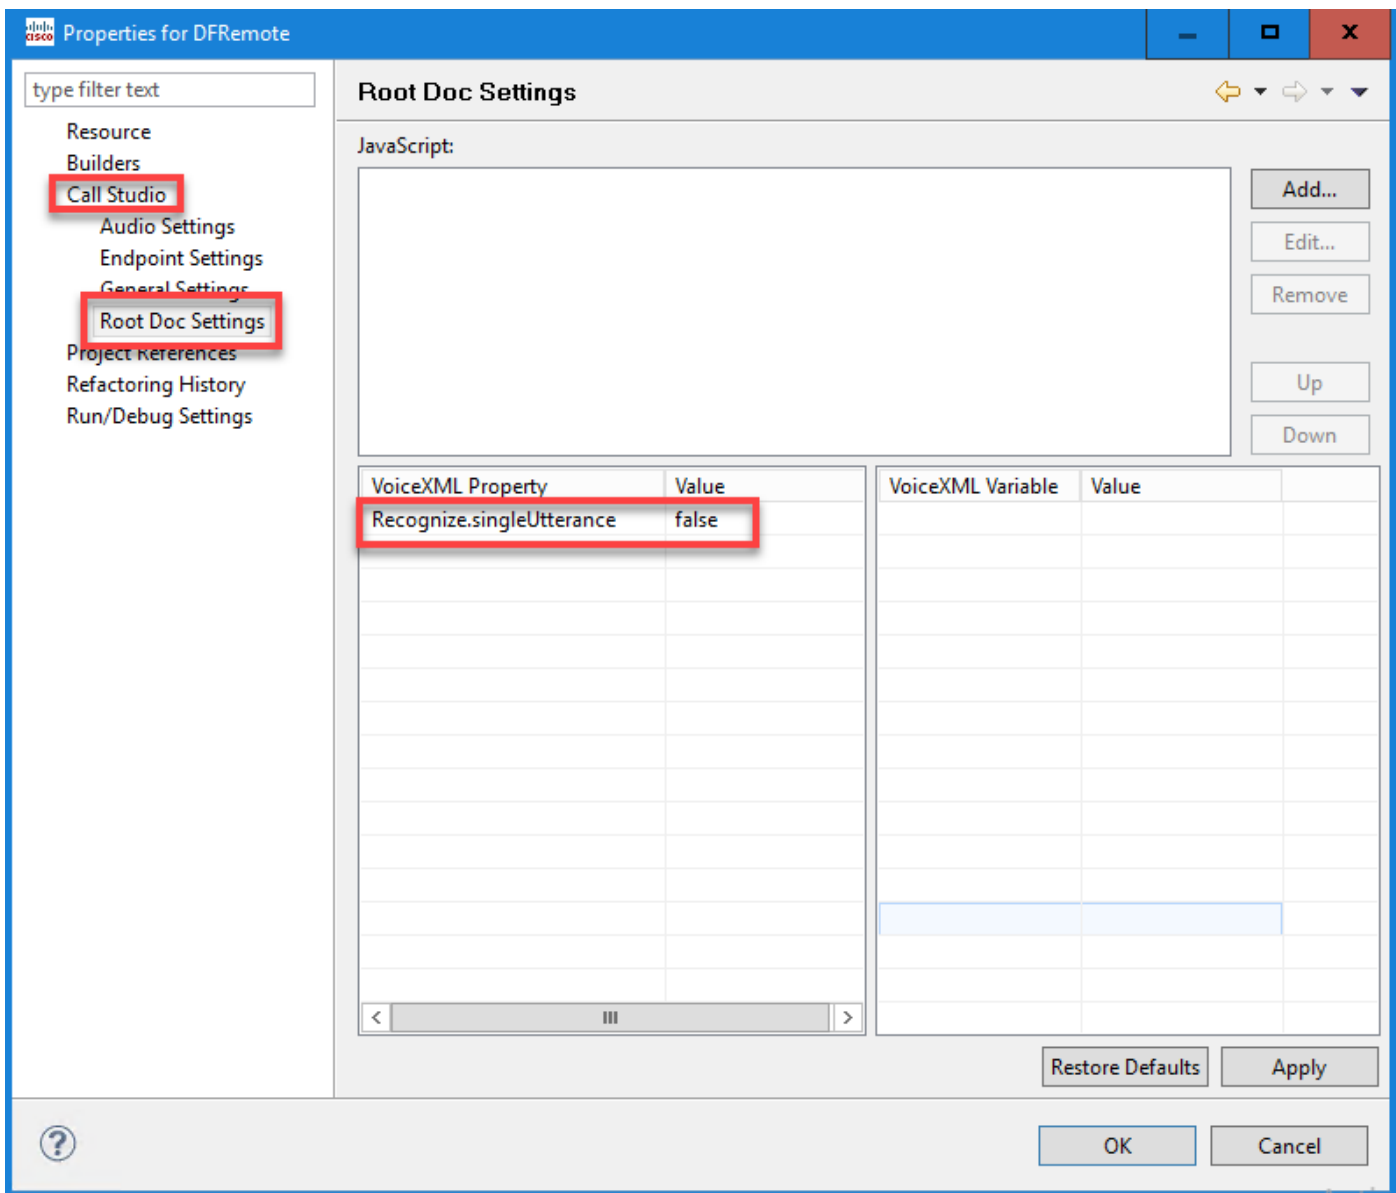 CISCO Properties for DFRemote
type filter text
Resource
Builders
Call Studio
Audio Settings
Endpoint Settings
General Settings
Root Doc Settings
Project References
Refactoring History
Run/Debug Settings
Root Doc Settings
JavaScript:
Add...
Edit...
Remove
Up
Down
VoiceXML Property Value
Recognize.singleUtterance false
VoiceXML Variable Value
Restore Defaults Apply
OK Cancel